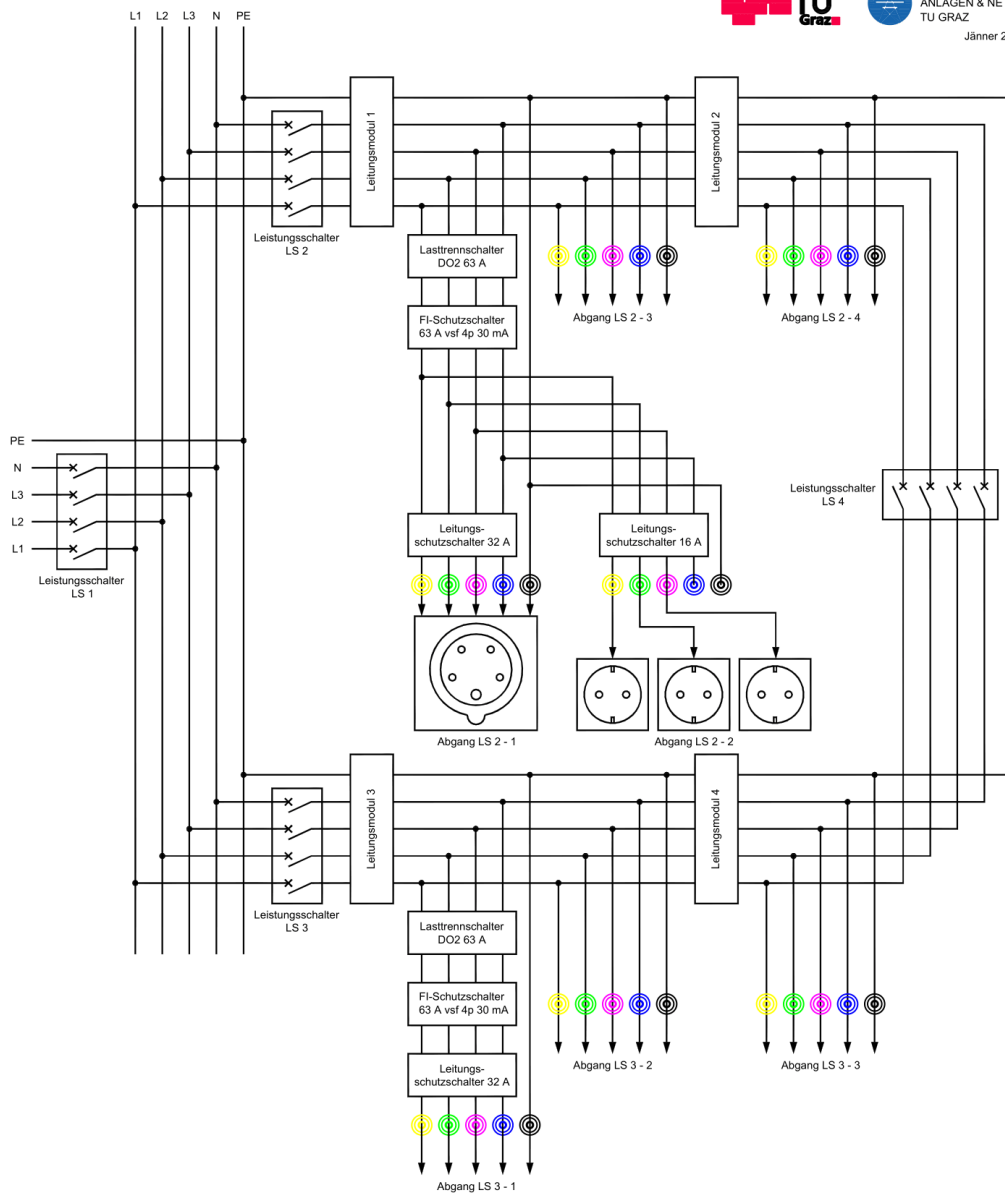 TU
Graz
ANLAGEN & NE
TU GRAZ
Jänner 2
L1 L2 L3 N PE
Leitungsmodul 1
Leitungsmodul 2
Leistungsschalter
LS 2
Lasttrennschalter
DO2 63 A
FI-Schutzschalter
63 A vsf 4p 30 mA
Abgang LS 2 - 3
Abgang LS 2 - 4
PE
N
L3
L2
L1
Leistungsschalter
LS 1
Leistungsschalter
LS 4
Leitungs-
schutzschalter 32 A
Leitungs-
schutzschalter 16 A
Abgang LS 2 - 1
Abgang LS 2 - 2
Leitungsmodul 3
Leitungsmodul 4
Leistungsschalter
LS 3
Lasttrennschalter
DO2 63 A
FI-Schutzschalter
63 A vsf 4p 30 mA
Leitungs-
schutzschalter 32 A
Abgang LS 3 - 2
Abgang LS 3 - 3
Abgang LS 3 - 1